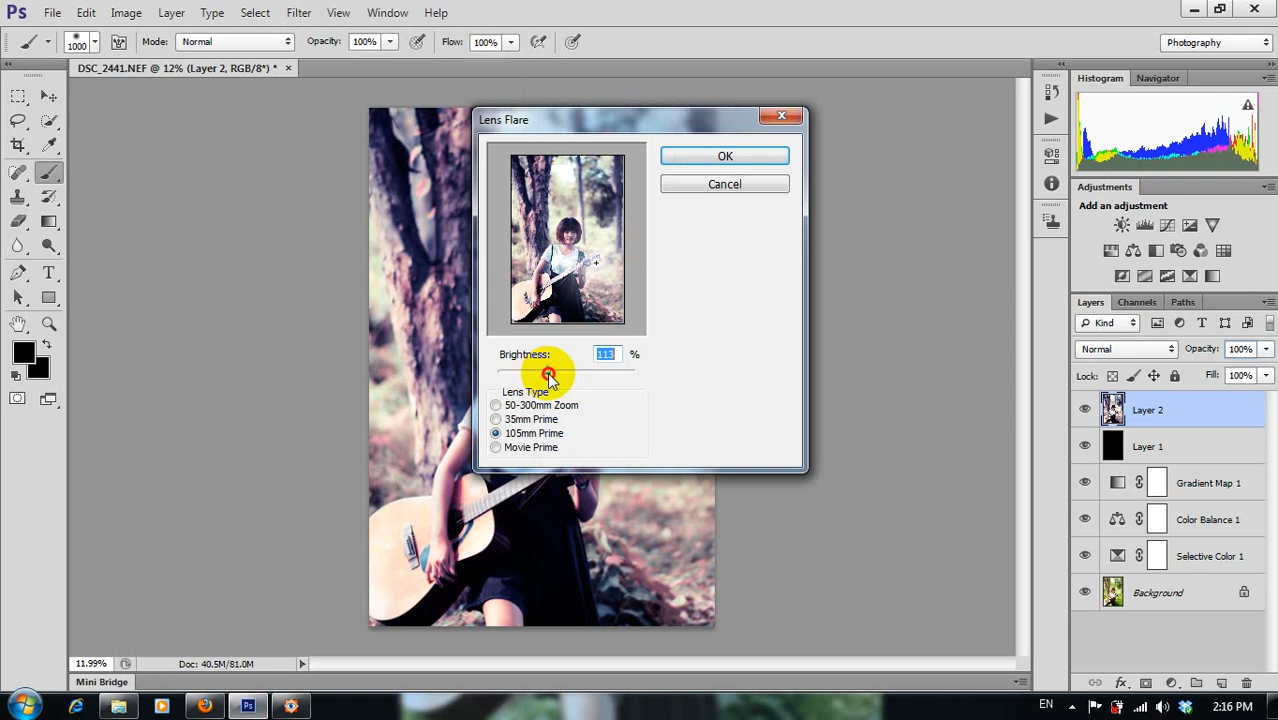 Ps File Edit Image Layer Type Select Filter View Window Help
1000 Mode: Normal Opacity: 100% Flow: 100% Photography
DSC_2441.NEF @ 12% (Layer 2, RGB/8*) * ×
Histogram Navigator
Lens Flare
OK
Cancel
Brightness: 113 %
Lens Type
50-300mm Zoom
35mm Prime
105mm Prime
Movie Prime
Adjustments
Add an adjustment
Layers Channels Paths
Kind
Normal Opacity: 100%
Lock: Fill: 100%
Layer 2
Layer 1
Gradient Map 1
Color Balance 1
Selective Color 1
Background
fx
11.99% Doc: 40.5M/81.0M
Mini Bridge
Ps EN 2:16 PM